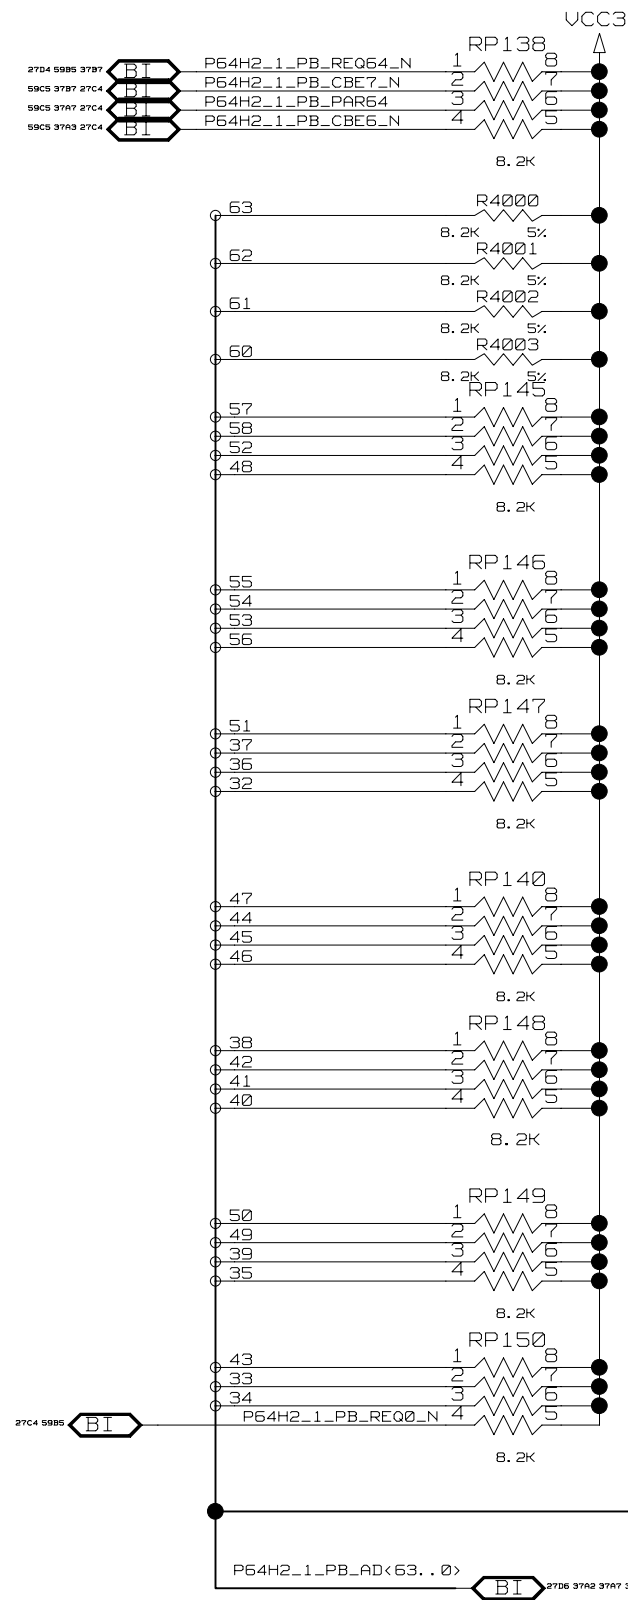 VCC3
RP138
27D4 59B5 37B7 BI P64H2_1_PB_REQ64_N 1 8
59C5 37B7 27C4 BI P64H2_1_PB_CBE7_N 2 7
59C5 37A7 27C4 BI P64H2_1_PB_PAR64 3 6
59C5 37A3 27C4 BI P64H2_1_PB_CBE6_N 4 5
8.2K
63 R4000
8.2K 5%
62 R4001
8.2K 5%
61 R4002
8.2K 5%
60 R4003
8.2K 5%
RP145
57 1 8
58 2 7
52 3 6
48 4 5
8.2K
RP146
55 1 8
54 2 7
53 3 6
56 4 5
8.2K
RP147
51 1 8
37 2 7
36 3 6
32 4 5
8.2K
RP140
47 1 8
44 2 7
45 3 6
46 4 5
8.2K
RP148
38 1 8
42 2 7
41 3 6
40 4 5
8.2K
RP149
50 1 8
49 2 7
39 3 6
35 4 5
8.2K
RP150
43 1 8
33 2 7
34 3 6
27C4 59B5 BI P64H2_1_PB_REQ0_N 4 5
8.2K
P64H2_1_PB_AD<63..0>
BI 27D6 37A2 37A7